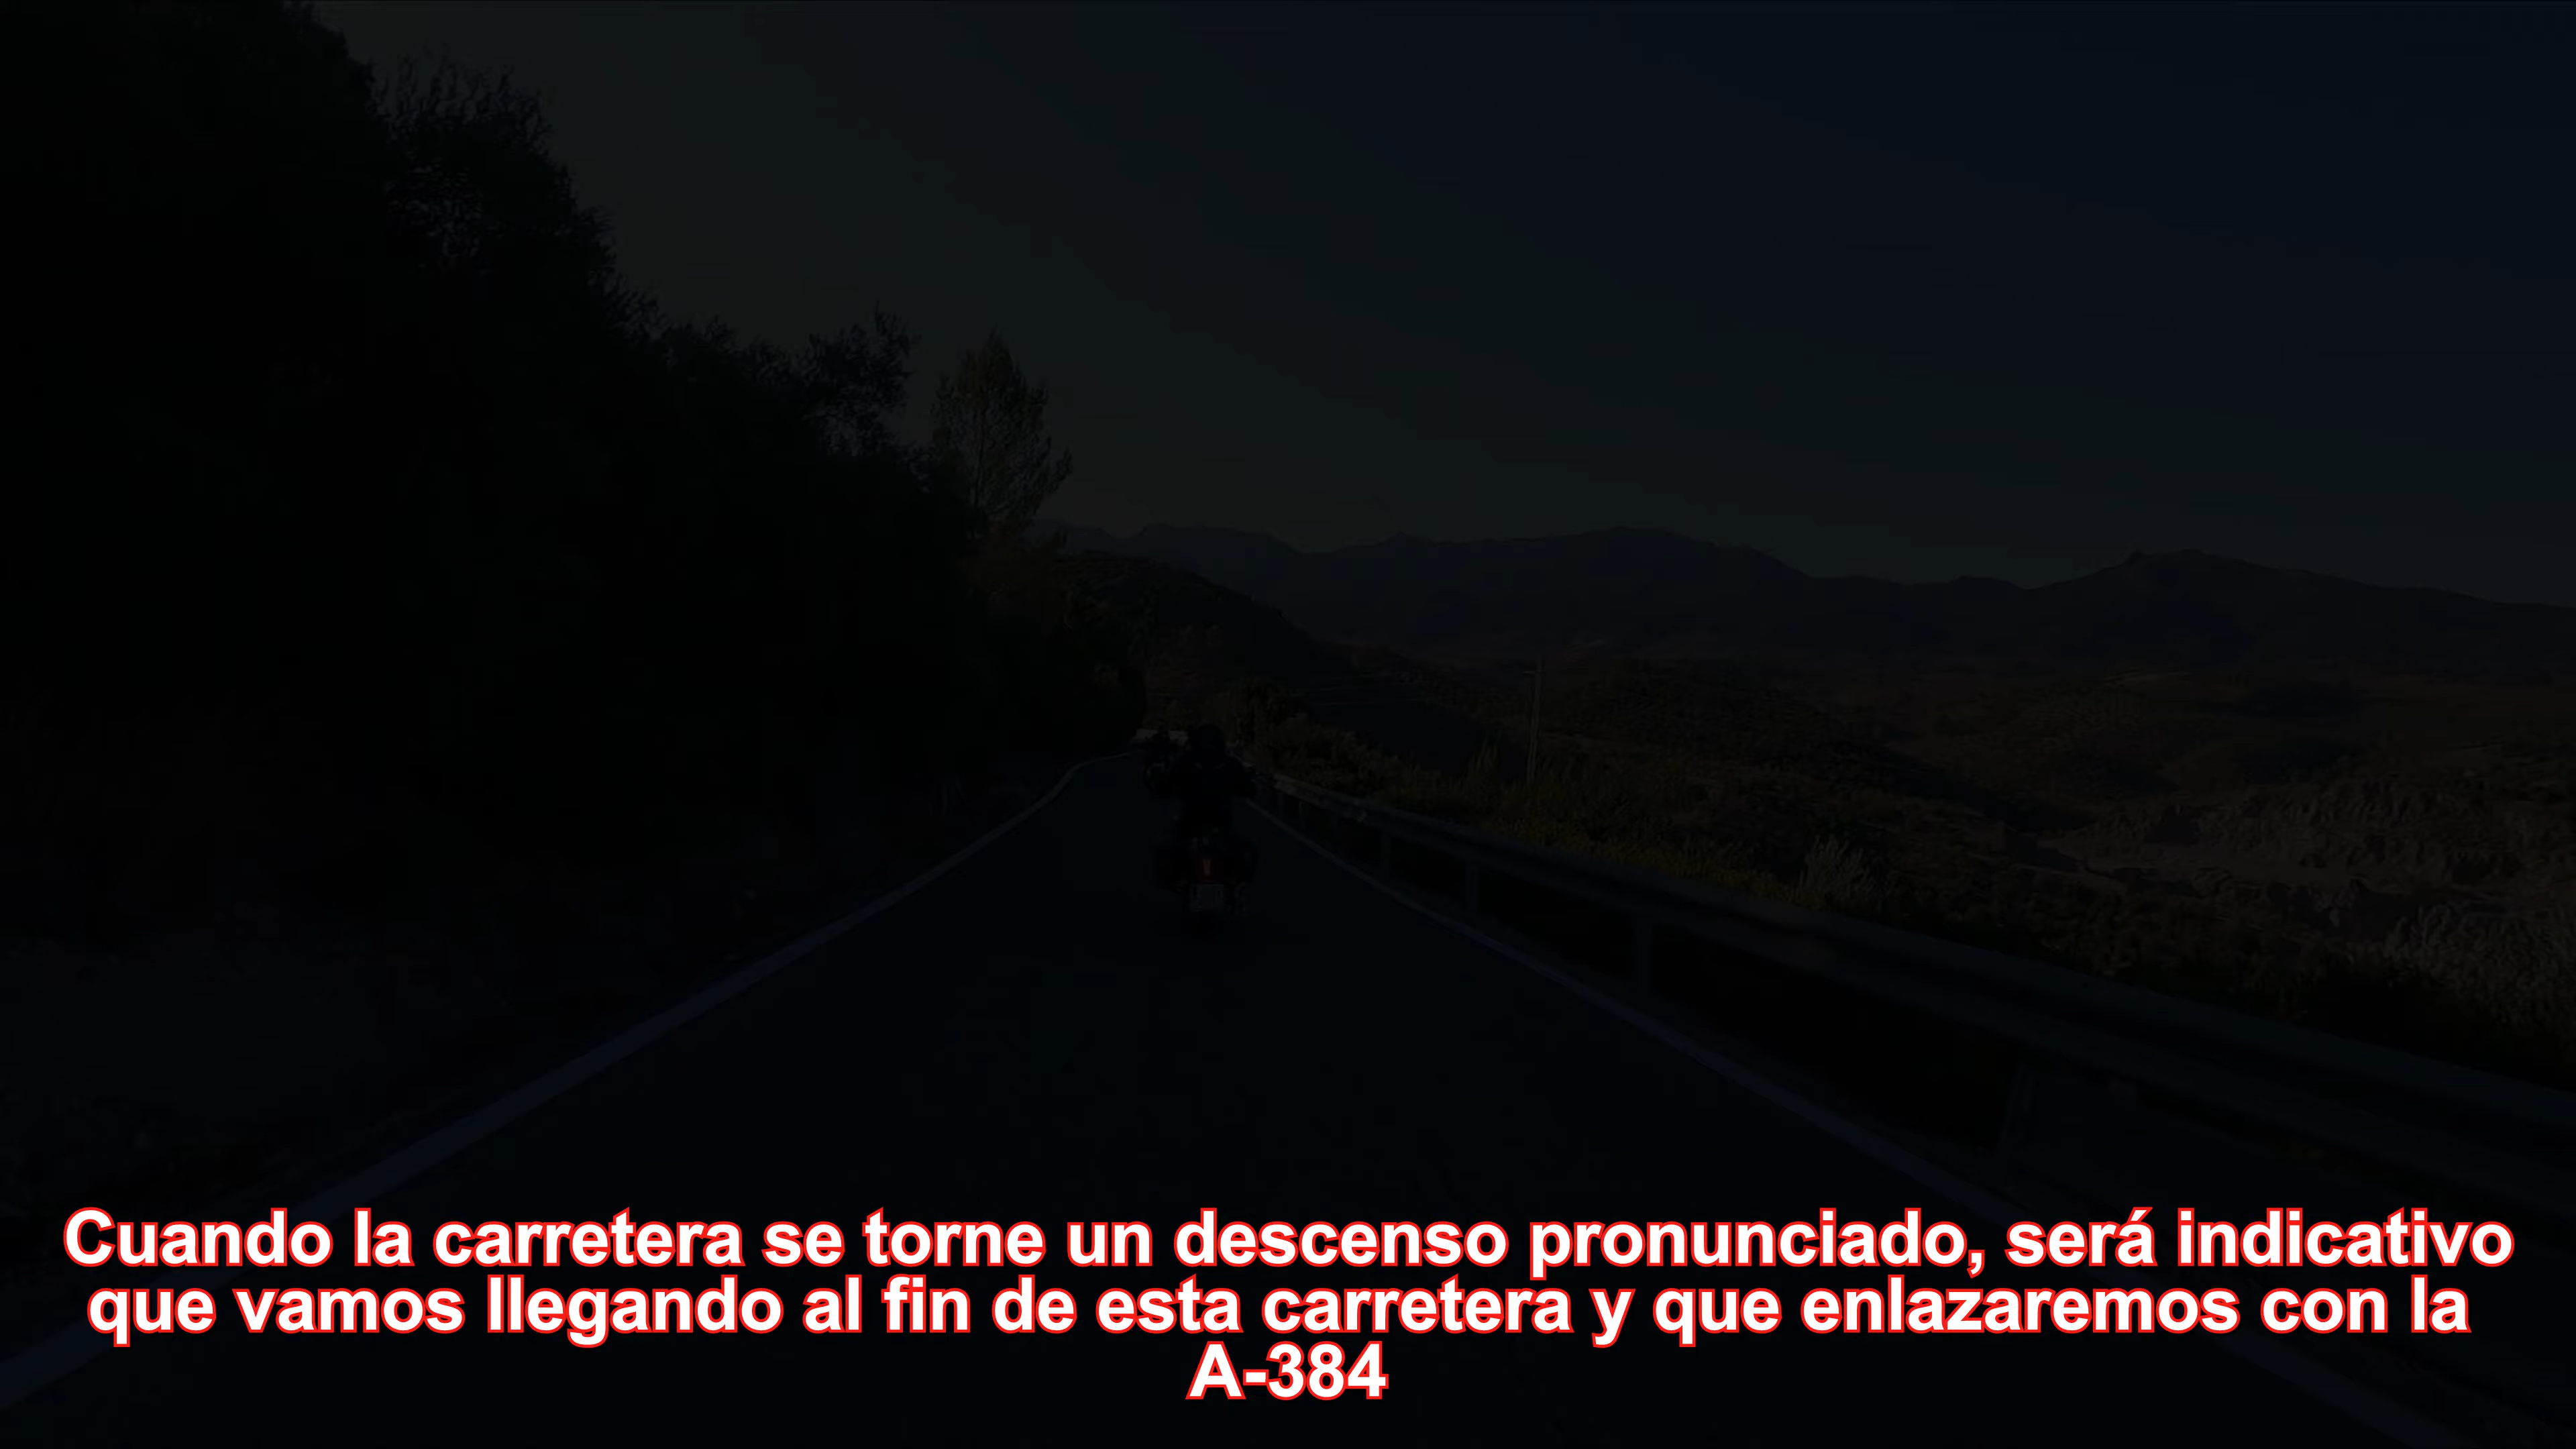 Cuando la carretera se torne un descenso pronunciado, será indicativo
que vamos llegando al fin de esta carretera y que enlazaremos con la
A-384